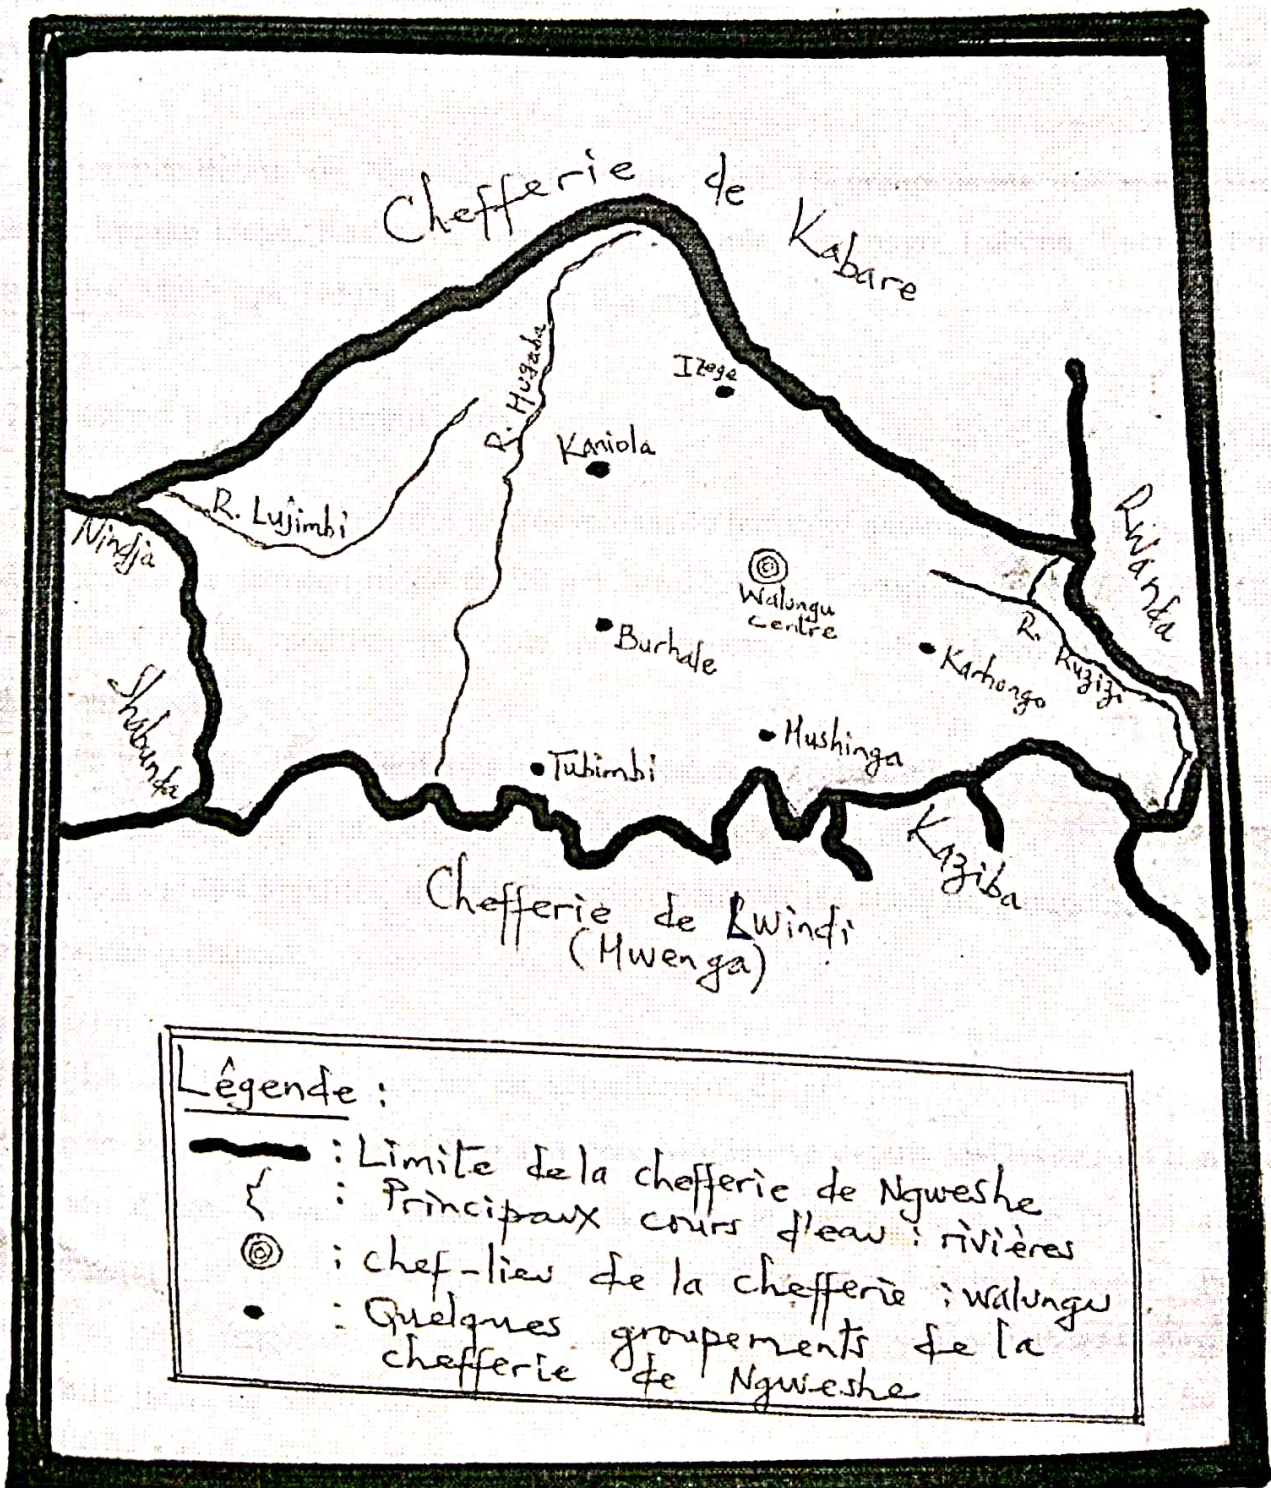 Chefferie de Kabare
Izege
R. Mugaba
Kaniola
R. Lujimbi
Nindja
Rwanda
Walungu
centre
R. Ruzizi
Burhale
Karhongo
Shabunda
Mushinga
Tubimbi
Kaziba
Chefferie de Lwindi
(Mwenga)
Légende :
: Limite de la chefferie de Ngweshe
: Principaux cours d'eau : rivières
: chef-lieu de la chefferie : walungu
: Quelques groupements de la
chefferie de Ngweshe